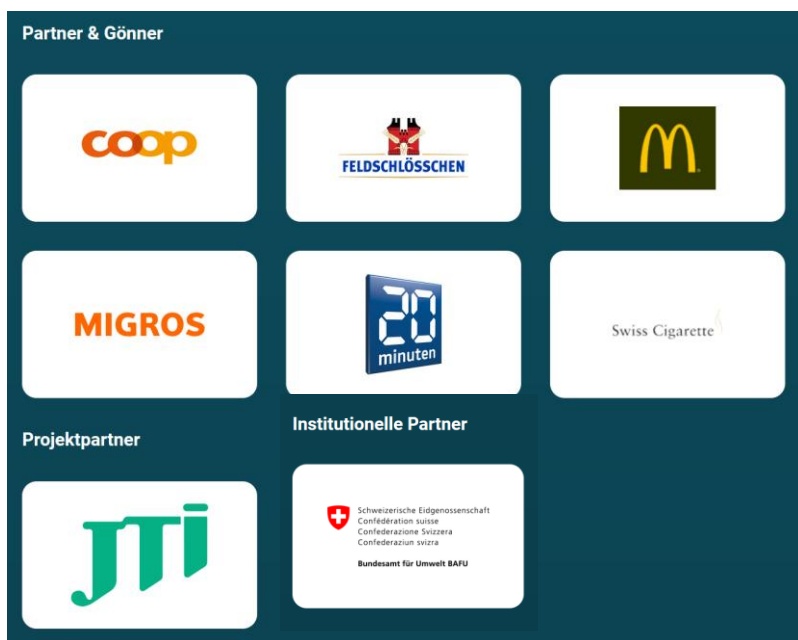 Partner & Gönner
coop
FELDSCHLÖSSCHEN
M
MIGROS
20
minuten
Swiss Cigarette
Projektpartner
Institutionelle Partner
JTI
Schweizerische Eidgenossenschaft
Confédération suisse
Confederazione Svizzera
Confederaziun svizra
Bundesamt für Umwelt BAFU